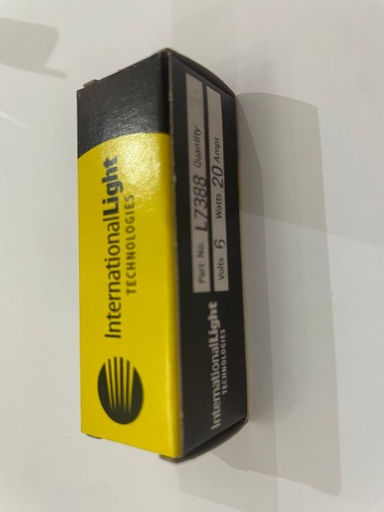 InternationalLight
TECHNOLOGIES
Part No. L7388 Quantity
Volts 6 Watts 20 Amps
InternationalLight
TECHNOLOGIES